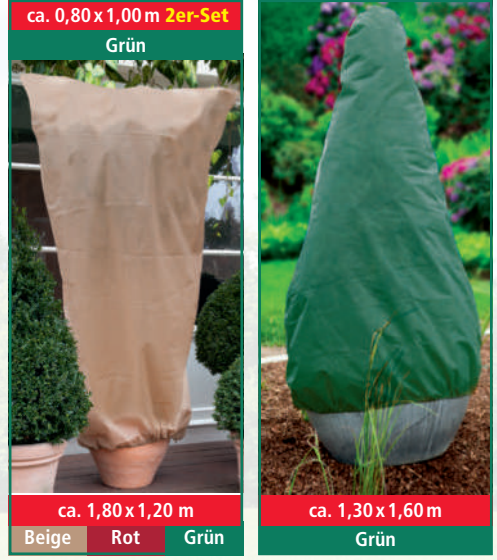 ca. 0,80 x 1,00 m 2er-Set
Grün
ca. 1,80 x 1,20 m
Beige Rot Grün
ca. 1,30 x 1,60 m
Grün